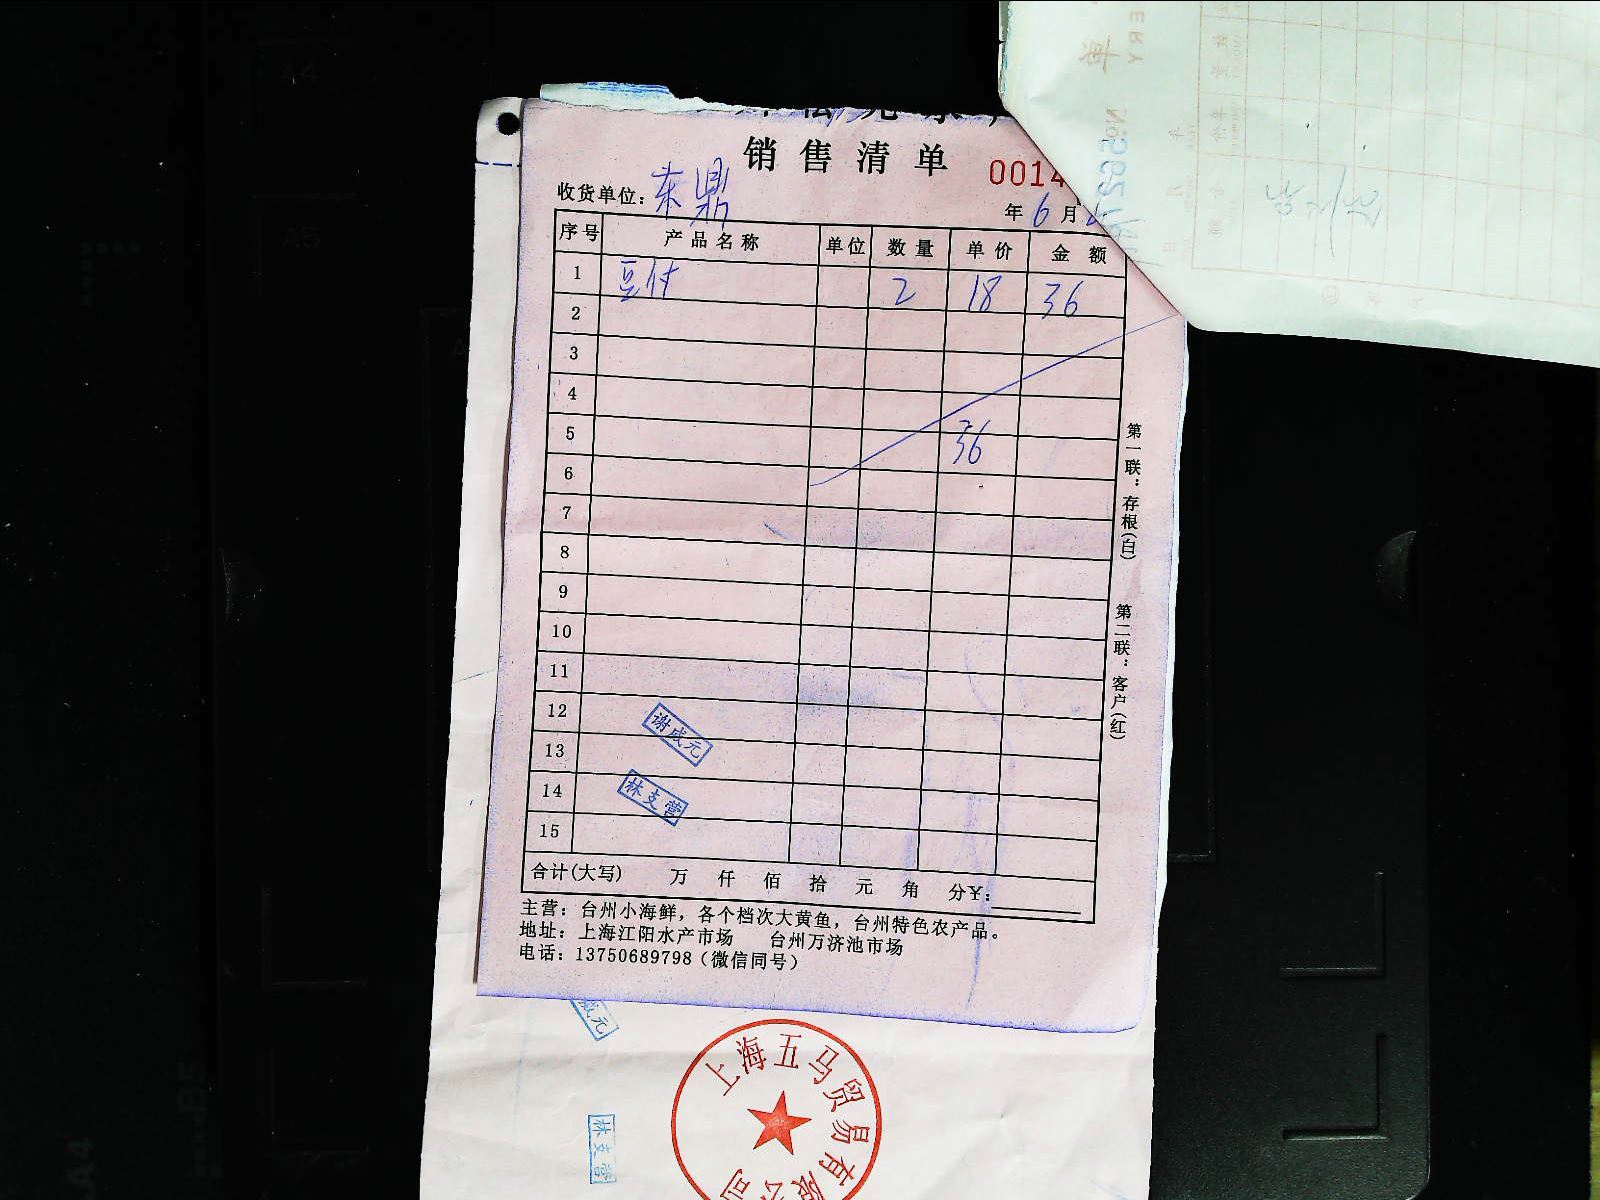 销售清单
0014
收货单位：东鼎
年 6 月
序号 产品名称 单位 数量 单价 金额
1 豆付 2 18 36
2
3
4
5 36
6
7
8
9
10
11
12
13
14
15
谢成元
林支营
合计(大写) 万 仟 佰 拾 元 角 分¥：
主营：台州小海鲜，各个档次大黄鱼，台州特色农产品。
地址：上海江阳水产市场 台州万济池市场
电话：13750689798（微信同号）
第一联：存根(白)
第二联：客户(红)
成元
林支营
上海五马贸易有限公司